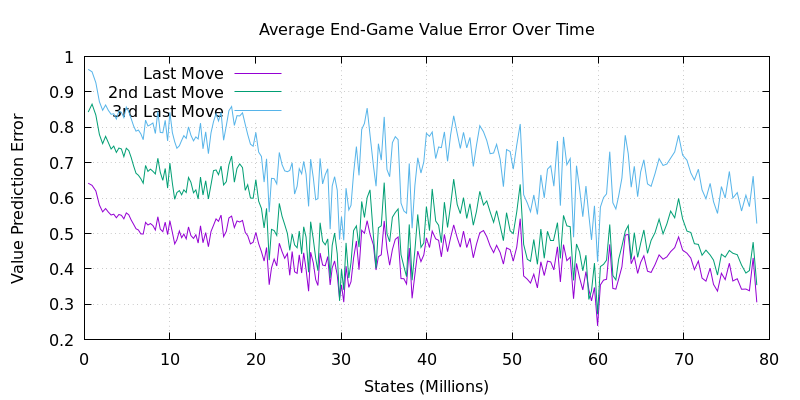 Average End-Game Value Error Over Time
Value Prediction Error
1
0.9
0.8
0.7
0.6
0.5
0.4
0.3
0.2
Last Move
2nd Last Move
3rd Last Move
0 10 20 30 40 50 60 70 80
States (Millions)